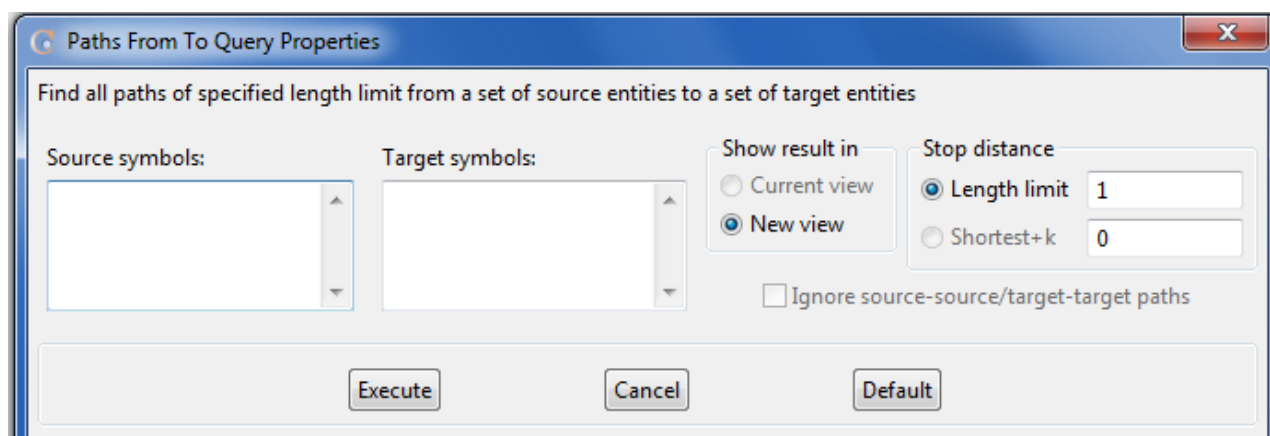 Paths From To Query Properties
Find all paths of specified length limit from a set of source entities to a set of target entities
Source symbols:
Target symbols:
Show result in
Current view
New view
Stop distance
Length limit 1
Shortest+k 0
Ignore source-source/target-target paths
Execute Cancel Default